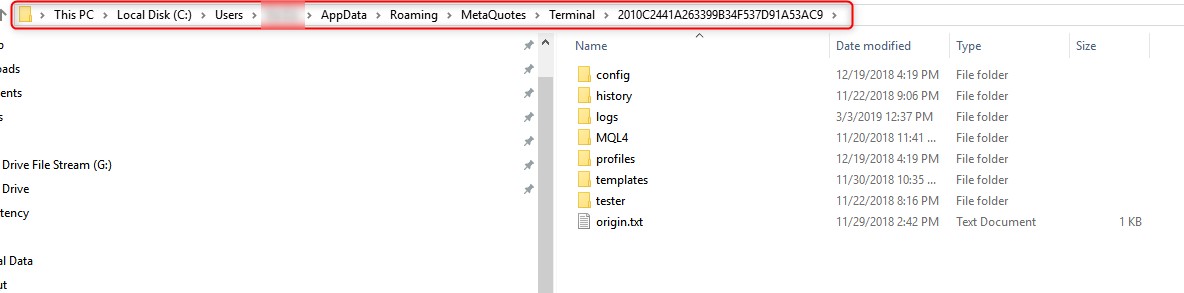 This PC > Local Disk (C:) > Users > > AppData > Roaming > MetaQuotes > Terminal > 2010C2441A263399B34F537D91A53AC9 >
Name Date modified Type Size
config 12/19/2018 4:19 PM File folder
history 11/22/2018 9:06 PM File folder
logs 3/3/2019 12:37 PM File folder
MQL4 11/20/2018 11:41 ... File folder
profiles 12/19/2018 4:19 PM File folder
templates 11/30/2018 10:35 ... File folder
tester 11/22/2018 8:16 PM File folder
origin.txt 11/29/2018 2:42 PM Text Document 1 KB
oads
ents
s
Drive File Stream (G:)
Drive
tency
al Data
ut